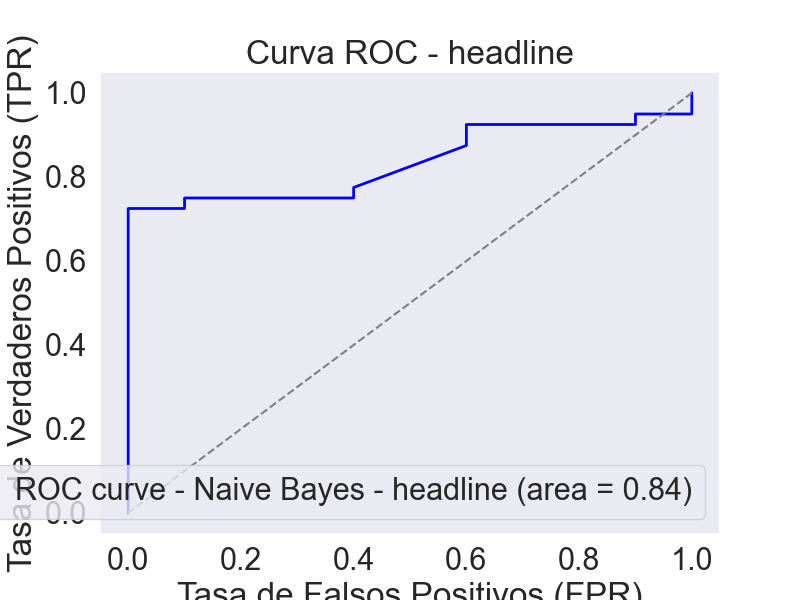 Curva ROC - headline
Tasa de Verdaderos Positivos (TPR)
1.0
0.8
0.6
0.4
0.2
0.0
ROC curve - Naive Bayes - headline (area = 0.84)
0.0 0.2 0.4 0.6 0.8 1.0
Tasa de Falsos Positivos (FPR)